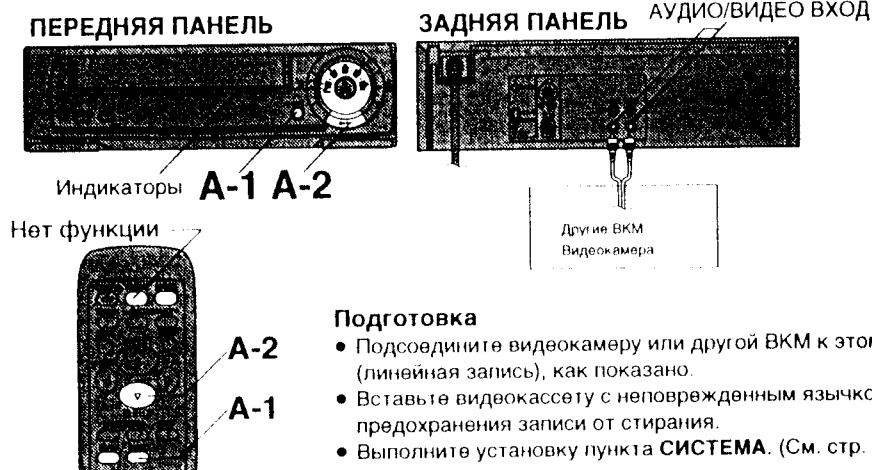 ПЕРЕДНЯЯ ПАНЕЛЬ
ЗАДНЯЯ ПАНЕЛЬ
АУДИО/ВИДЕО ВХОД
Индикаторы
А-1 А-2
Другие ВКМ
Видеокамера
Нет функции
А-2
А-1
Подготовка
● Подсоедините видеокамеру или другой ВКМ к этом
(линейная запись), как показано.
● Вставьте видеокассету с неповрежденным язычко
предохранения записи от стирания.
● Выполните установку пункта СИСТЕМА. (См. стр.